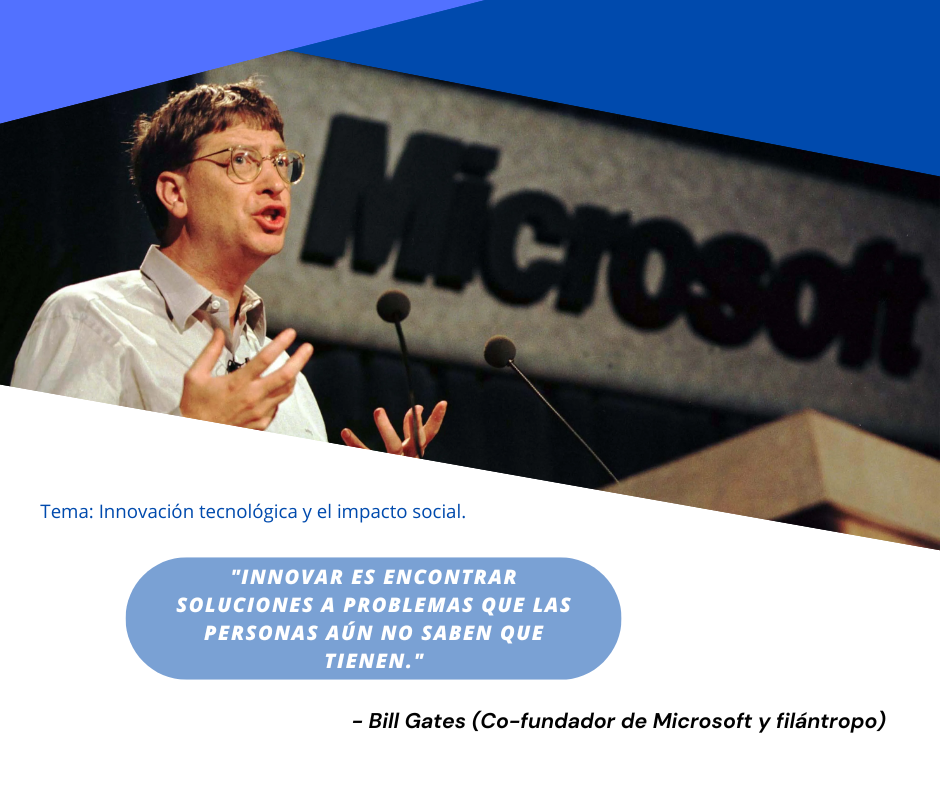 Microsoft
Tema: Innovación tecnológica y el impacto social.
"INNOVAR ES ENCONTRAR
SOLUCIONES A PROBLEMAS QUE LAS
PERSONAS AÚN NO SABEN QUE
TIENEN."
- Bill Gates (Co-fundador de Microsoft y filántropo)